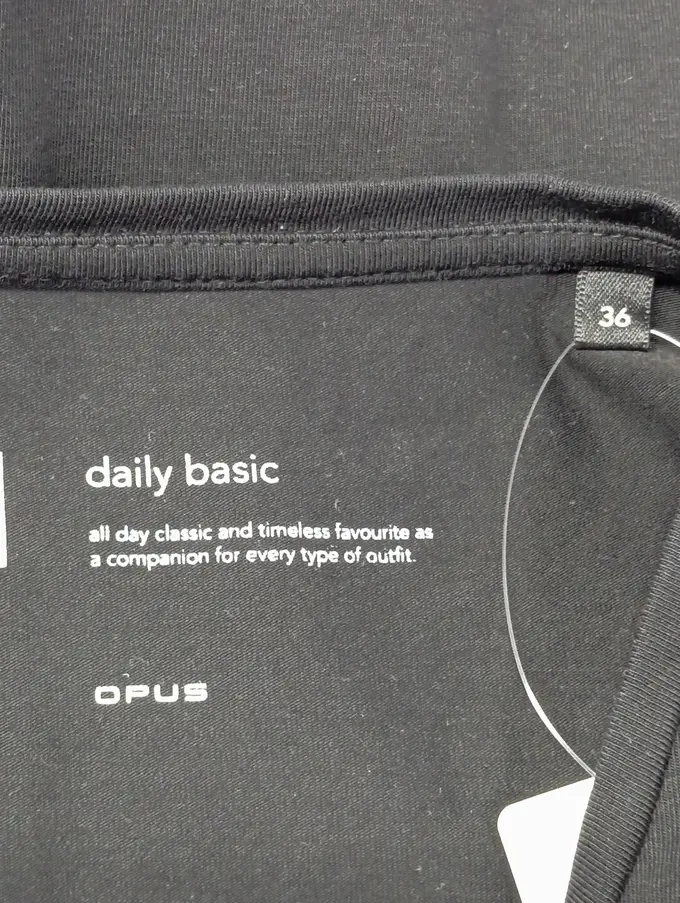 36
daily basic
all day classic and timeless favourite as
a companion for every type of outfit.
OPUS